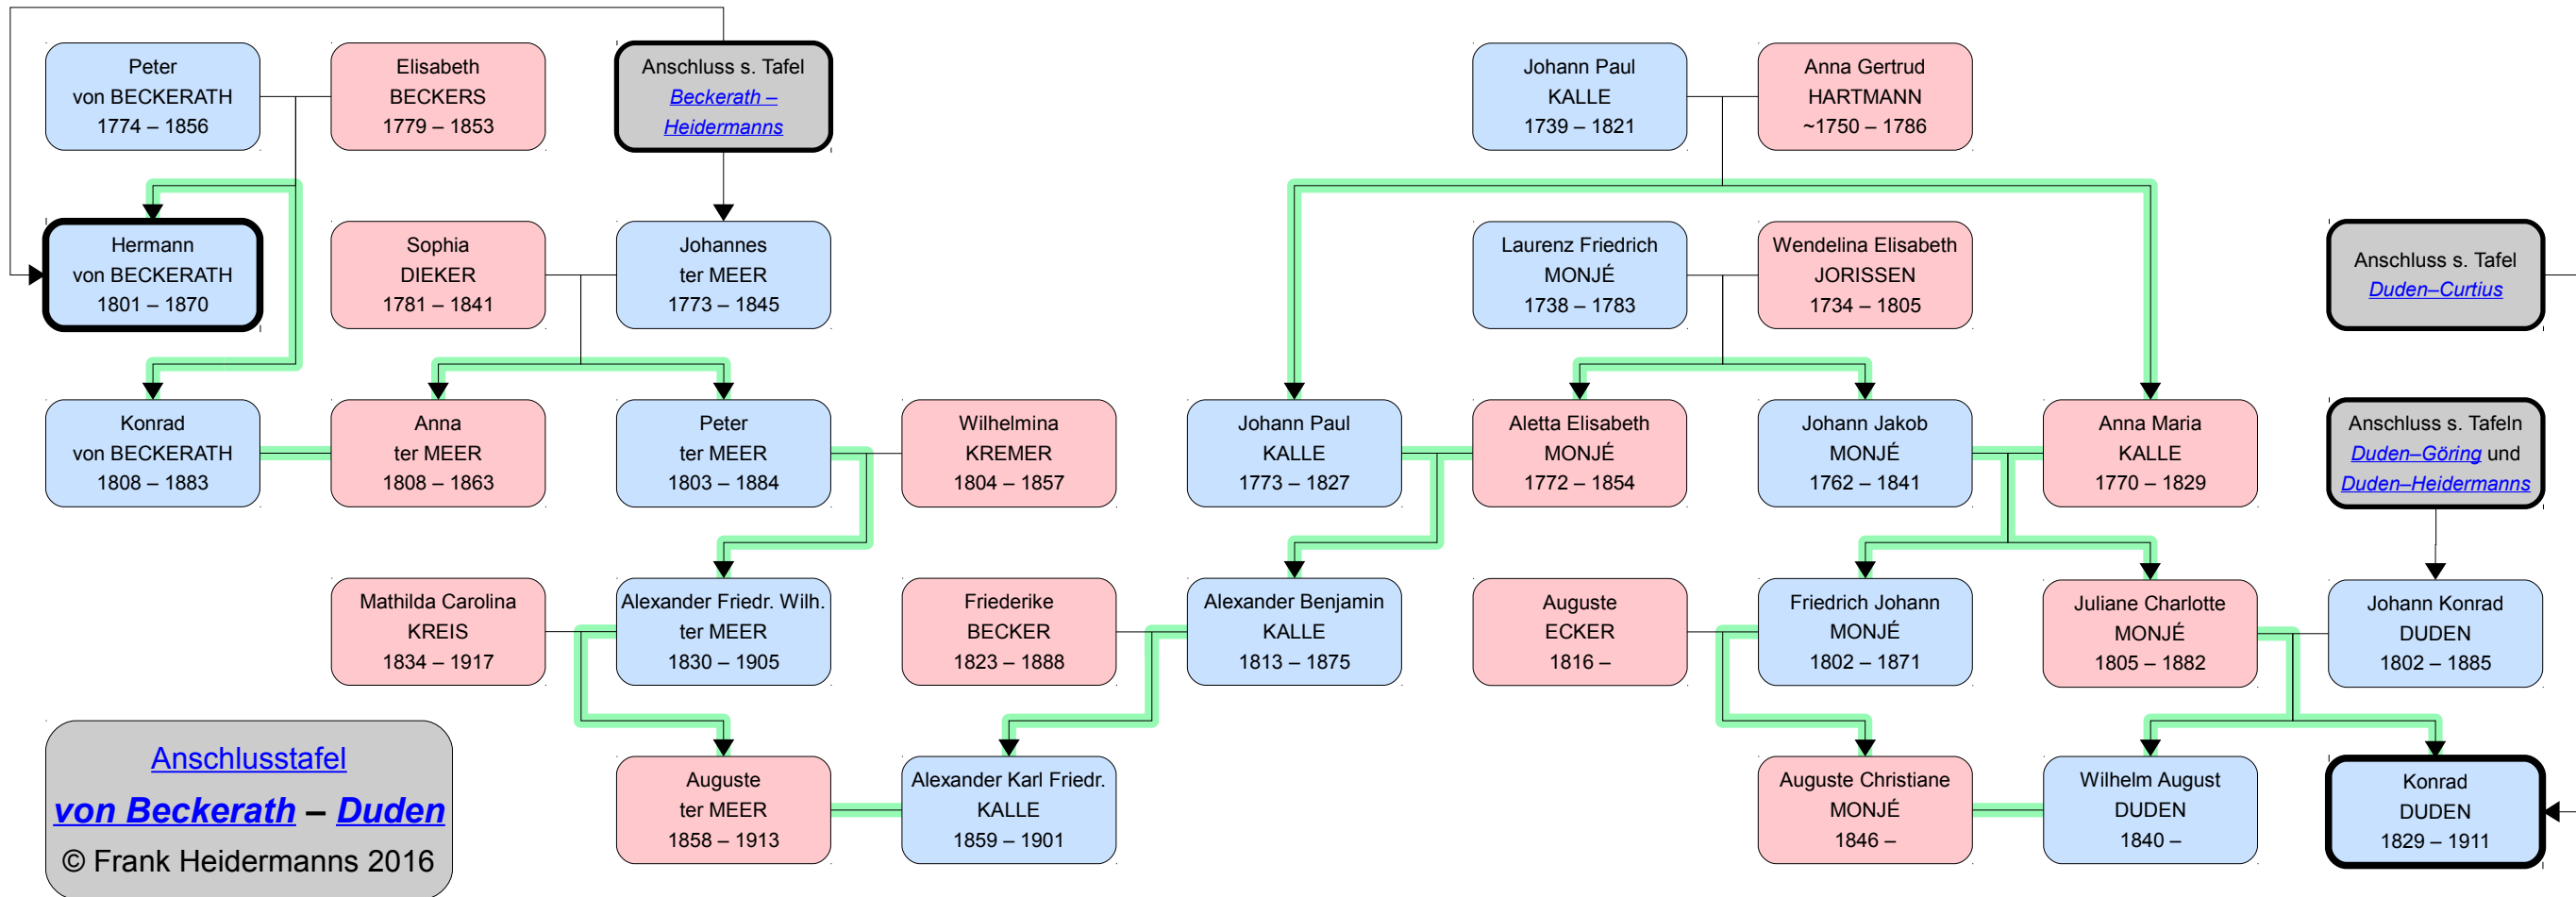 Peter
von BECKERATH
1774 – 1856
Elisabeth
BECKERS
1779 – 1853
Anschluss s. Tafel
Beckerath –
Heidermanns
Johann Paul
KALLE
1739 – 1821
Anna Gertrud
HARTMANN
~1750 – 1786
Hermann
von BECKERATH
1801 – 1870
Sophia
DIEKER
1781 – 1841
Johannes
ter MEER
1773 – 1845
Laurenz Friedrich
MONJÉ
1738 – 1783
Wendelina Elisabeth
JORISSEN
1734 – 1805
Anschluss s. Tafel
Duden–Curtius
Konrad
von BECKERATH
1808 – 1883
Anna
ter MEER
1808 – 1863
Peter
ter MEER
1803 – 1884
Wilhelmina
KREMER
1804 – 1857
Johann Paul
KALLE
1773 – 1827
Aletta Elisabeth
MONJÉ
1772 – 1854
Johann Jakob
MONJÉ
1762 – 1841
Anna Maria
KALLE
1770 – 1829
Anschluss s. Tafeln
Duden–Göring und
Duden–Heidermanns
Mathilda Carolina
KREIS
1834 – 1917
Alexander Friedr. Wilh.
ter MEER
1830 – 1905
Friederike
BECKER
1823 – 1888
Alexander Benjamin
KALLE
1813 – 1875
Auguste
ECKER
1816 –
Friedrich Johann
MONJÉ
1802 – 1871
Juliane Charlotte
MONJÉ
1805 – 1882
Johann Konrad
DUDEN
1802 – 1885
Anschlusstafel
von Beckerath – Duden
© Frank Heidermanns 2016
Auguste
ter MEER
1858 – 1913
Alexander Karl Friedr.
KALLE
1859 – 1901
Auguste Christiane
MONJÉ
1846 –
Wilhelm August
DUDEN
1840 –
Konrad
DUDEN
1829 – 1911